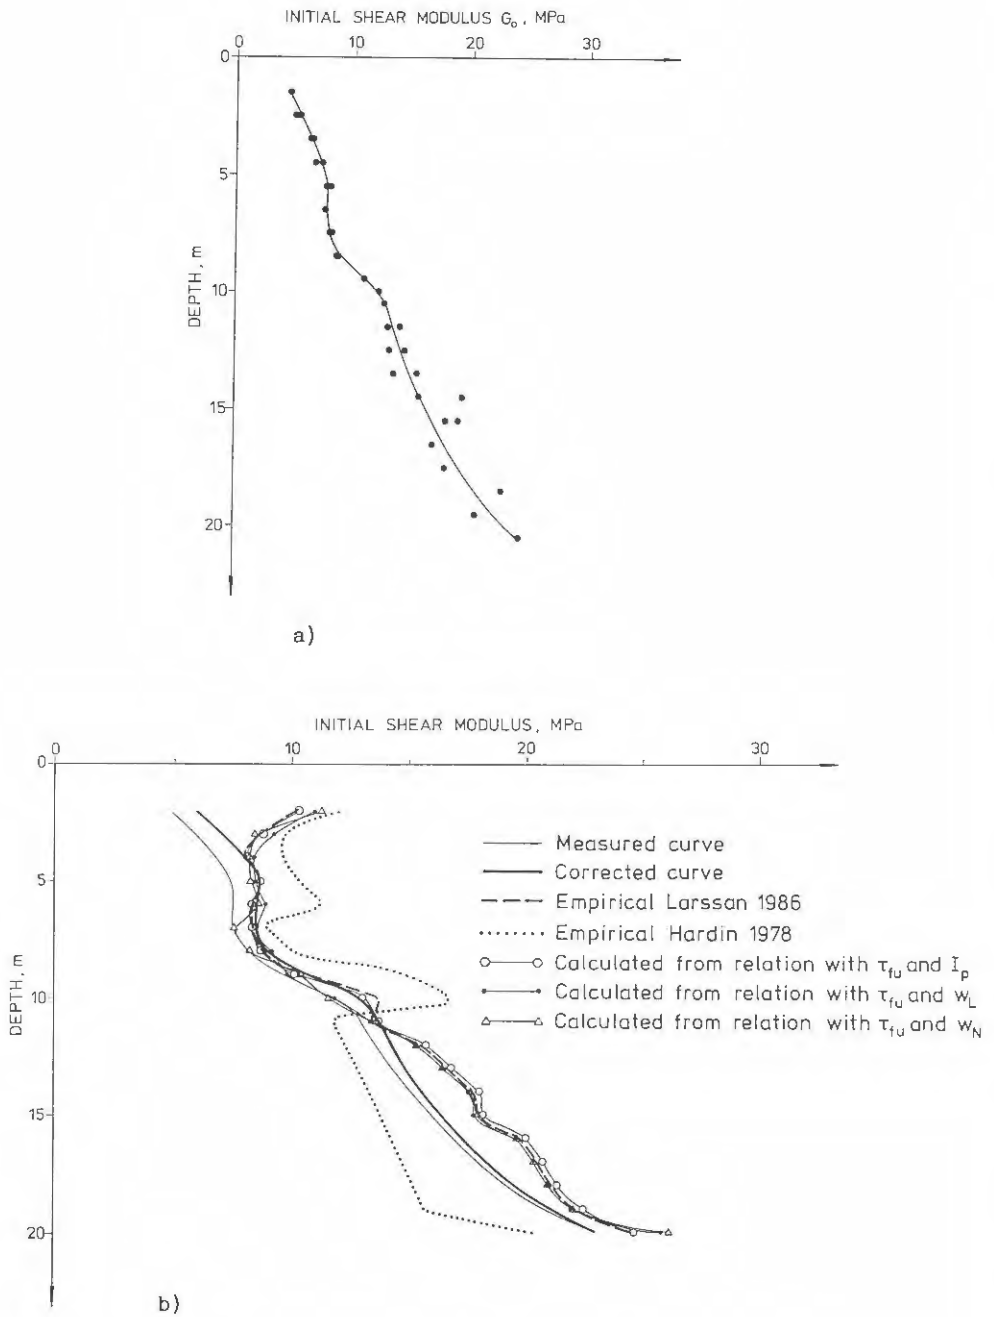 INITIAL SHEAR MODULUS G₀, MPa
0 10 20 30
0
5
10
15
20
DEPTH, m
a)
INITIAL SHEAR MODULUS, MPa
0 10 20 30
0
5
10
15
20
DEPTH, m
Measured curve
Corrected curve
Empirical Larsson 1986
Empirical Hardin 1978
Calculated from relation with τfu and Ip
Calculated from relation with τfu and wL
Calculated from relation with τfu and wN
b)